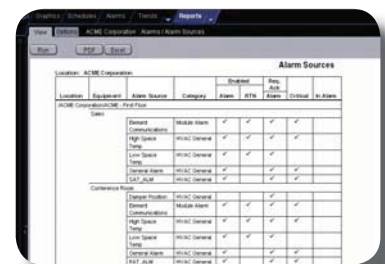 Graphics / Schedules / Alarms / Trends / Reports
View Options ACME Corporation Alarms / Alarm Sources
Run PDF Excel
Alarm Sources
Location: ACME Corporation
Enabled Req. Ack
Location Equipment Alarm Source Category Alarm RTN Alarm Critical In Alarm
/ACME Corporation/ACME - First Floor
Sales
Element Communications Module Alarm ✓ ✓ ✓ ✓
High Space Temp HVAC General ✓ ✓ ✓ ✓
Low Space Temp HVAC General ✓ ✓ ✓
General Alarm HVAC General ✓ ✓ ✓
SAT_ALM HVAC General ✓ ✓ ✓
Conference Room
Damper Position HVAC General ✓
Element Communications Module Alarm ✓ ✓ ✓ ✓
High Space Temp HVAC General ✓ ✓ ✓ ✓
Low Space Temp HVAC General ✓ ✓ ✓
General Alarm HVAC General ✓ ✓ ✓
HVAC General